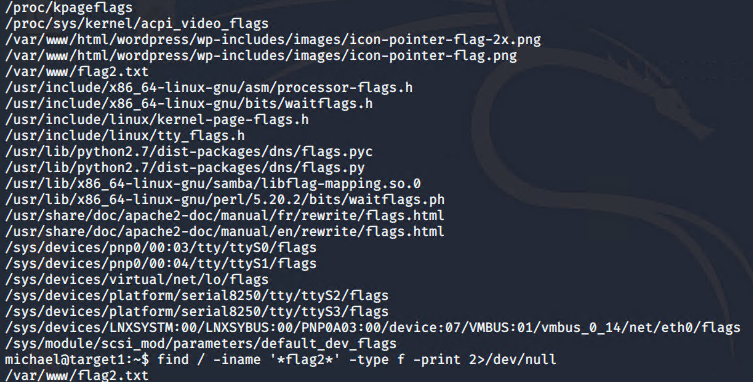 /proc/kpageflags
/proc/sys/kernel/acpi_video_flags
/var/www/html/wordpress/wp-includes/images/icon-pointer-flag-2x.png
/var/www/html/wordpress/wp-includes/images/icon-pointer-flag.png
/var/www/flag2.txt
/usr/include/x86_64-linux-gnu/asm/processor-flags.h
/usr/include/x86_64-linux-gnu/bits/waitflags.h
/usr/include/linux/kernel-page-flags.h
/usr/include/linux/tty_flags.h
/usr/lib/python2.7/dist-packages/dns/flags.pyc
/usr/lib/python2.7/dist-packages/dns/flags.py
/usr/lib/x86_64-linux-gnu/samba/libflag-mapping.so.0
/usr/lib/x86_64-linux-gnu/perl/5.20.2/bits/waitflags.ph
/usr/share/doc/apache2-doc/manual/fr/rewrite/flags.html
/usr/share/doc/apache2-doc/manual/en/rewrite/flags.html
/sys/devices/pnp0/00:03/tty/ttyS0/flags
/sys/devices/pnp0/00:04/tty/ttyS1/flags
/sys/devices/virtual/net/lo/flags
/sys/devices/platform/serial8250/tty/ttyS2/flags
/sys/devices/platform/serial8250/tty/ttyS3/flags
/sys/devices/LNXSYSTM:00/LNXSYBUS:00/PNP0A03:00/device:07/VMBUS:01/vmbus_0_14/net/eth0/flags
/sys/module/scsi_mod/parameters/default_dev_flags
michael@target1:~$ find / -iname '*flag2*' -type f -print 2>/dev/null
/var/www/flag2.txt